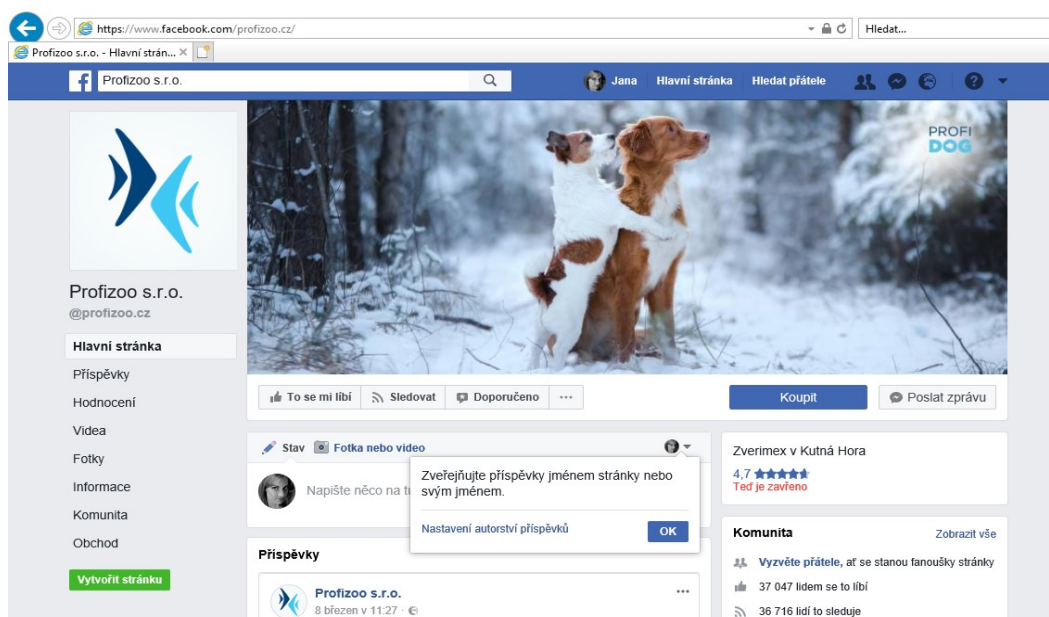 https://www.facebook.com/profizoo.cz/
Hledat...
Profizoo s.r.o. - Hlavní strán...
Profizoo s.r.o.
Jana
Hlavní stránka
Hledat přátele
PROFI
DOG
Profizoo s.r.o.
@profizoo.cz
Hlavní stránka
Příspěvky
Hodnocení
Videa
Fotky
Informace
Komunita
Obchod
Vytvořit stránku
To se mi líbí
Sledovat
Doporučeno
Koupit
Poslat zprávu
Stav
Fotka nebo video
Napište něco na
Zveřejňujte příspěvky jménem stránky nebo
svým jménem.
Nastavení autorství příspěvků
OK
Příspěvky
Profizoo s.r.o.
8 březen v 11:27
Zverimex v Kutná Hora
4,7
Teď je zavřeno
Komunita
Zobrazit vše
Vyzvěte přátele, ať se stanou fanoušky stránky
37 047 lidem se to líbí
36 716 lidí to sleduje